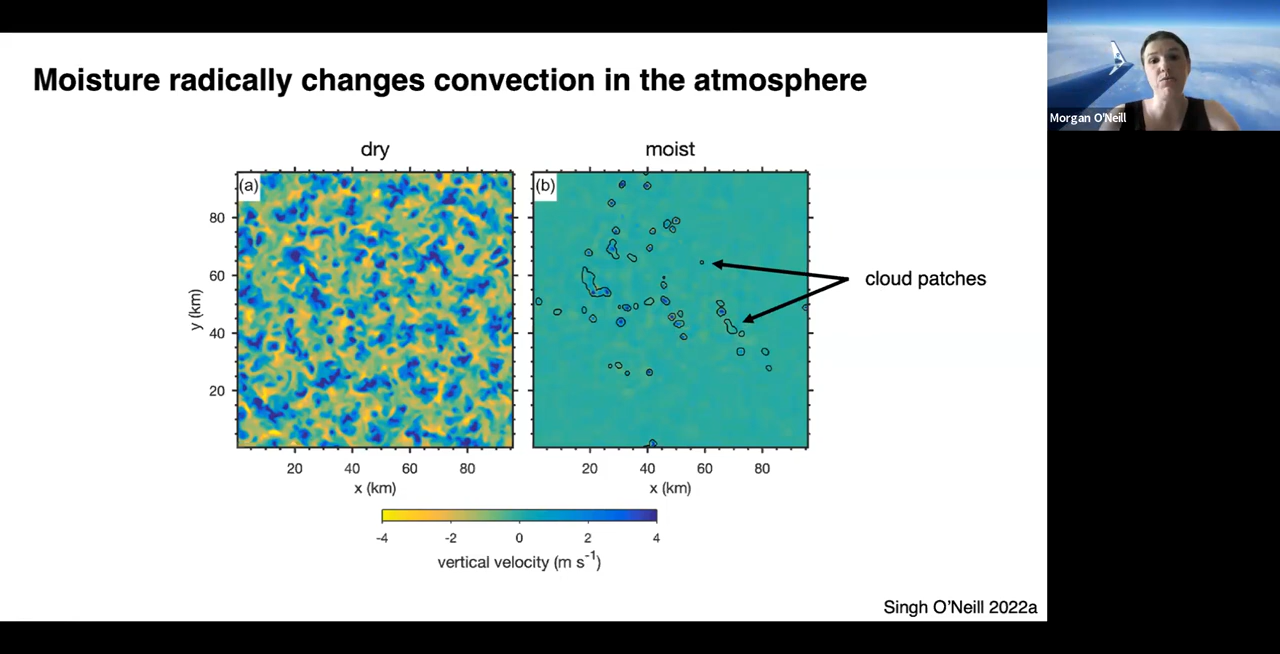 Moisture radically changes convection in the atmosphere
Morgan O'Neill
dry
moist
(a)
(b)
80
60
40
20
y (km)
20 40 60 80
20 40 60 80
x (km)
x (km)
cloud patches
-4 -2 0 2 4
vertical velocity (m s⁻¹)
Singh O'Neill 2022a